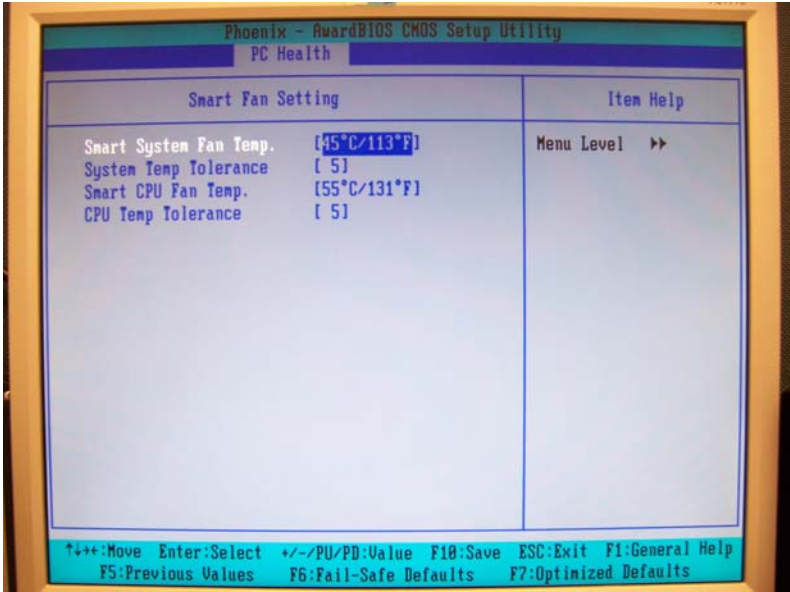 Phoenix - AwardBIOS CMOS Setup Utility
PC Health
Smart Fan Setting
Item Help
Smart System Fan Temp. [45°C/113°F]
Menu Level ▶▶
System Temp Tolerance [ 5]
Smart CPU Fan Temp. [55°C/131°F]
CPU Temp Tolerance [ 5]
↑↓→←:Move Enter:Select +/-/PU/PD:Value F10:Save ESC:Exit F1:General Help
F5:Previous Values F6:Fail-Safe Defaults F7:Optimized Defaults